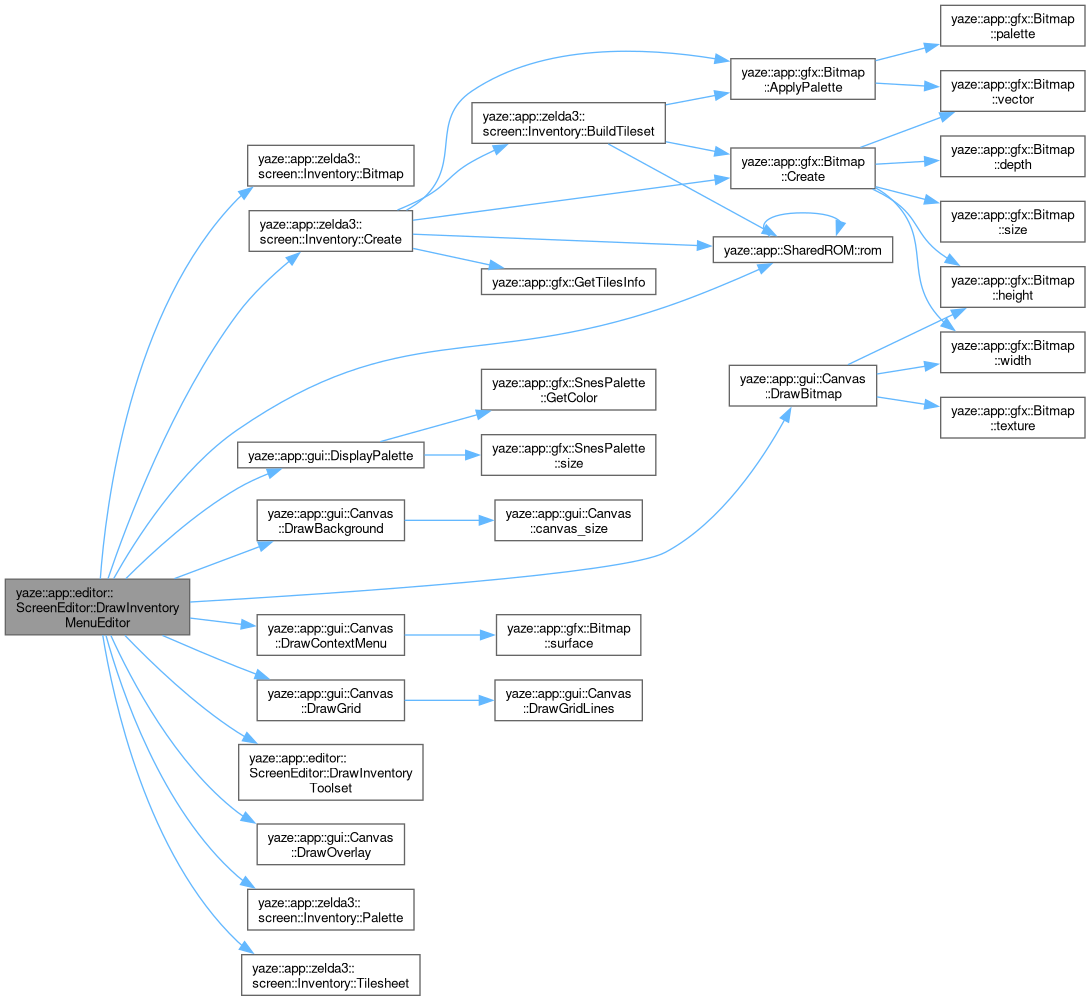 yaze::app::editor::
ScreenEditor::DrawInventory
MenuEditor
yaze::app::zelda3::
screen::Inventory::Bitmap
yaze::app::zelda3::
screen::Inventory::Create
yaze::app::gui::DisplayPalette
yaze::app::gui::Canvas
::DrawBackground
yaze::app::gui::Canvas
::DrawContextMenu
yaze::app::gui::Canvas
::DrawGrid
yaze::app::editor::
ScreenEditor::DrawInventory
Toolset
yaze::app::gui::Canvas
::DrawOverlay
yaze::app::zelda3::
screen::Inventory::Palette
yaze::app::zelda3::
screen::Inventory::Tilesheet
yaze::app::zelda3::
screen::Inventory::BuildTileset
yaze::app::gfx::GetTilesInfo
yaze::app::gfx::SnesPalette
::GetColor
yaze::app::gfx::SnesPalette
::size
yaze::app::gui::Canvas
::canvas_size
yaze::app::gfx::Bitmap
::surface
yaze::app::gui::Canvas
::DrawGridLines
yaze::app::gfx::Bitmap
::ApplyPalette
yaze::app::gfx::Bitmap
::Create
yaze::app::SharedROM::rom
yaze::app::gui::Canvas
::DrawBitmap
yaze::app::gfx::Bitmap
::palette
yaze::app::gfx::Bitmap
::vector
yaze::app::gfx::Bitmap
::depth
yaze::app::gfx::Bitmap
::size
yaze::app::gfx::Bitmap
::height
yaze::app::gfx::Bitmap
::width
yaze::app::gfx::Bitmap
::texture